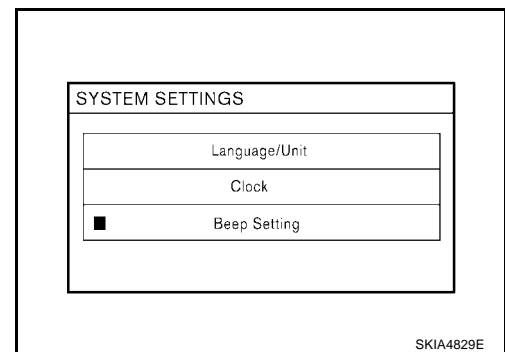 SYSTEM SETTINGS
Language/Unit
Clock
Beep Setting
SKIA4829E